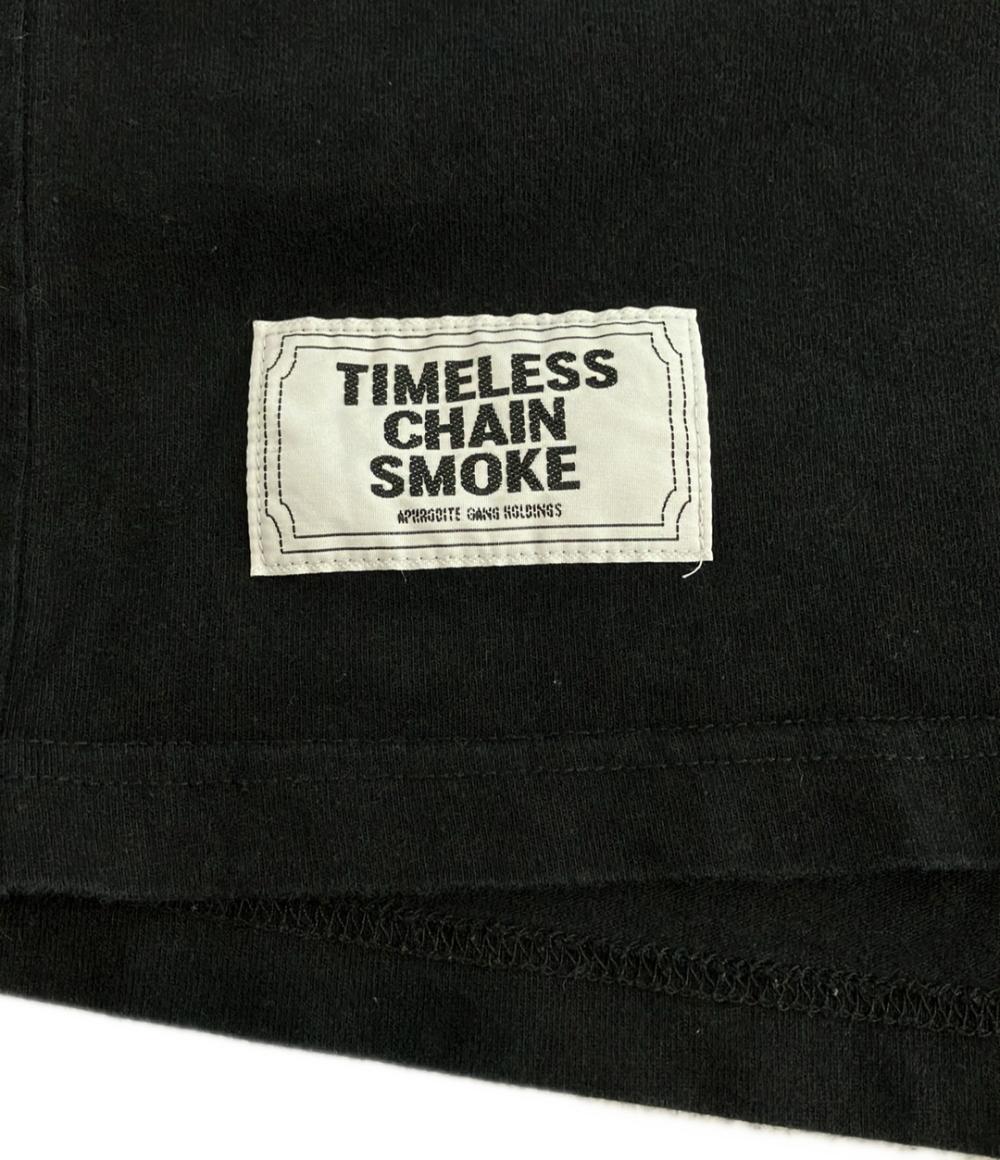 TIMELESS
CHAIN
SMOKE
APHRODITE GANG HOLDINGS